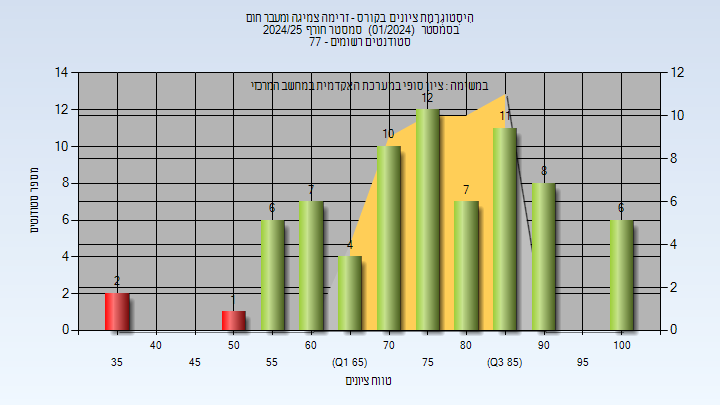 היסטוגרמת ציונים בקורס - זרימה צמיגה ומעבר חום
בסמסטר (01/2024) סמסטר חורף 2024/25
סטודנטים רשומים - 77
במשימה : ציון סופי במערכת האקדמית במחשב המרכזי
14 12
12 10
10 8
8 6
6 4
4 2
2 0
0
2 1 6 7 4 10 12 7 11 8 6
מספר סטודנטים
40 50 60 70 80 90 100
35 45 55 (Q1 65) 75 (Q3 85) 95
טווח ציונים